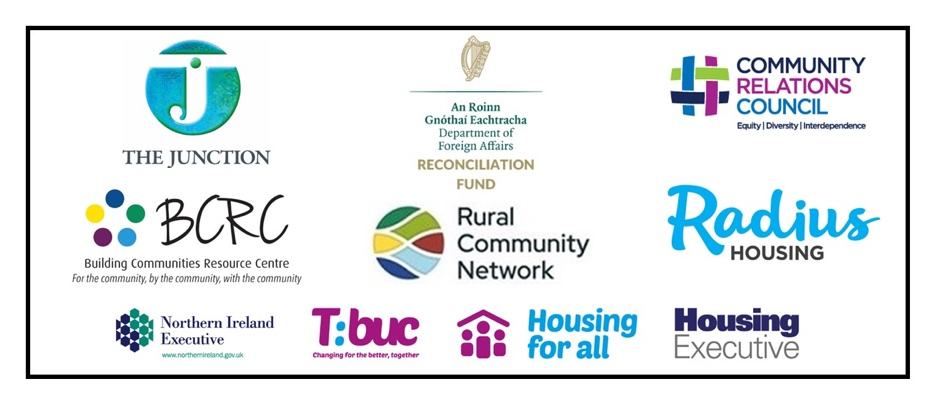 J
THE JUNCTION
An Roinn
Gnóthaí Eachtracha
Department of
Foreign Affairs
RECONCILIATION
FUND
COMMUNITY
RELATIONS
COUNCIL
Equity | Diversity | Interdependence
BCRC
Building Communities Resource Centre
For the community, by the community, with the community
Rural
Community
Network
Radius
HOUSING
Northern Ireland
Executive
www.northernireland.gov.uk
T:buc
Changing for the better, together
Housing
for all
Housing
Executive